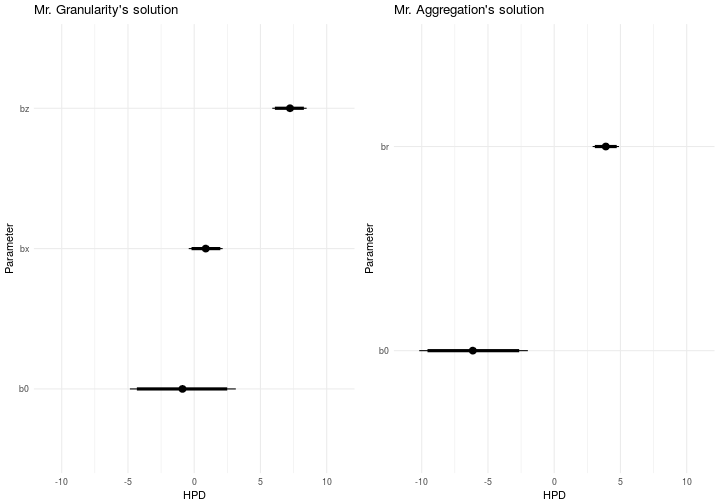 Mr. Granularity's solution
Parameter
bz
bx
b0
-10 -5 0 5 10
HPD
Mr. Aggregation's solution
Parameter
br
b0
-10 -5 0 5 10
HPD